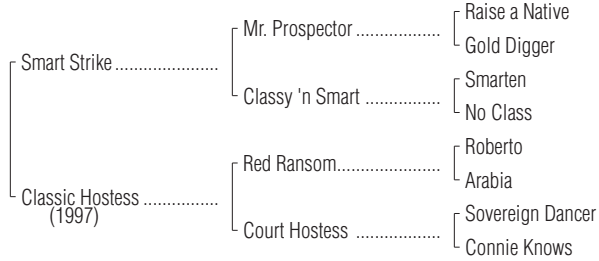 Raise a Native
Mr. Prospector ..................
Gold Digger
Smart Strike ......................
Smarten
Classy 'n Smart ................
No Class
Roberto
Red Ransom......................
Arabia
Classic Hostess ................
(1997)
Sovereign Dancer
Court Hostess ..................
Connie Knows